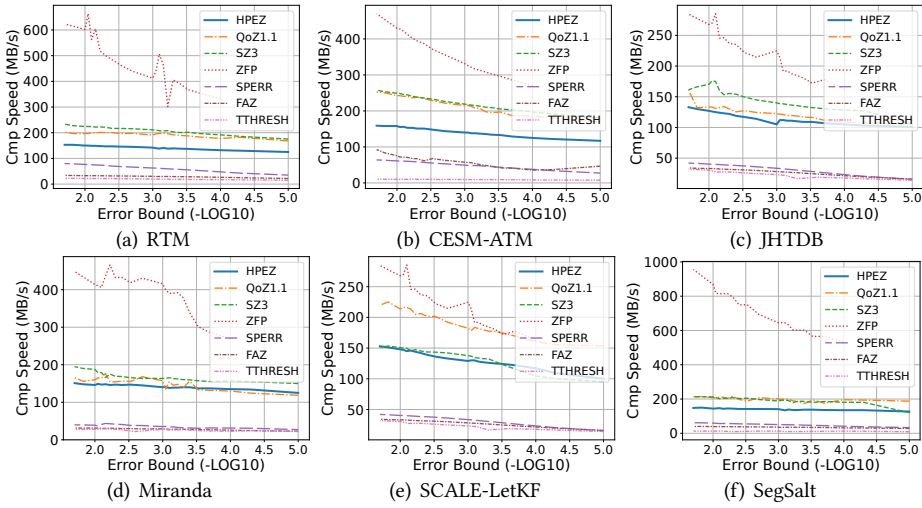 Cmp Speed (MB/s)
600
500
400
300
200
100
0
2.0 2.5 3.0 3.5 4.0 4.5 5.0
Error Bound (-LOG10)
HPEZ
QoZ1.1
SZ3
ZFP
SPERR
FAZ
TTHRESH
(a) RTM
Cmp Speed (MB/s)
400
300
200
100
0
2.0 2.5 3.0 3.5 4.0 4.5 5.0
Error Bound (-LOG10)
HPEZ
QoZ1.1
SZ3
ZFP
SPERR
FAZ
TTHRESH
(b) CESM-ATM
Cmp Speed (MB/s)
300
250
200
150
100
50
2.0 2.5 3.0 3.5 4.0 4.5 5.0
Error Bound (-LOG10)
HPEZ
QoZ1.1
SZ3
ZFP
SPERR
FAZ
TTHRESH
(c) JHTDB
Cmp Speed (MB/s)
400
300
200
100
0
2.0 2.5 3.0 3.5 4.0 4.5 5.0
Error Bound (-LOG10)
HPEZ
QoZ1.1
SZ3
ZFP
SPERR
FAZ
TTHRESH
(d) Miranda
Cmp Speed (MB/s)
300
250
200
150
100
50
2.0 2.5 3.0 3.5 4.0 4.5 5.0
Error Bound (-LOG10)
HPEZ
QoZ1.1
SZ3
ZFP
SPERR
FAZ
TTHRESH
(e) SCALE-LetKF
Cmp Speed (MB/s)
1000
800
600
400
200
0
2.0 2.5 3.0 3.5 4.0 4.5 5.0
Error Bound (-LOG10)
HPEZ
QoZ1.1
SZ3
ZFP
SPERR
FAZ
TTHRESH
(f) SegSalt